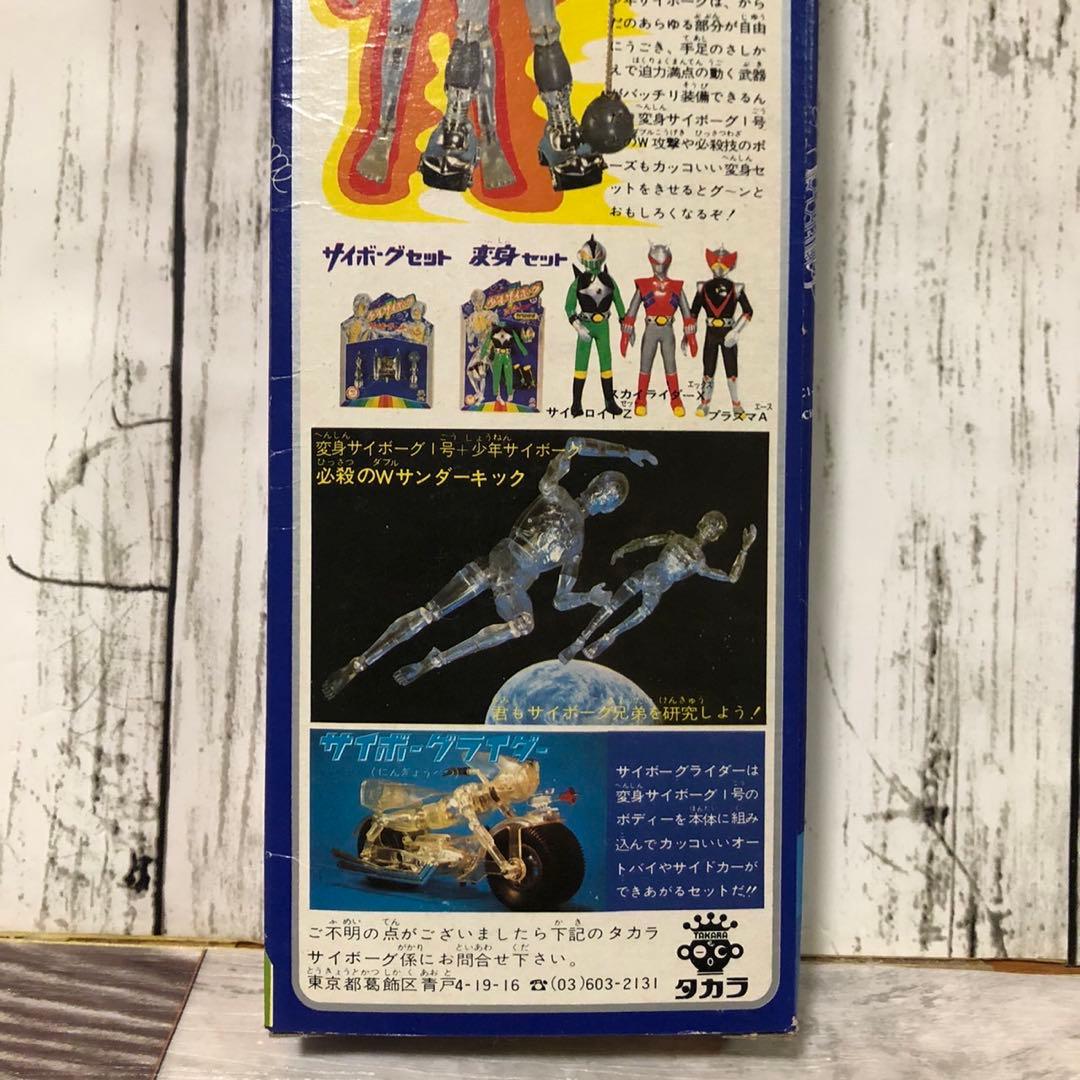 少年サイボーグは、から
だのあらゆる部分が自由
にうごき、手足のさしか
えで迫力満点の動く武器
がバッチリ装備できるん
変身サイボーグ1号
のW攻撃や必殺技のポ
ーズもカッコいい変身セ
ットをきせるとグ〜ンと
おもしろくなるぞ!
サイボーグセット 変身セット
サイ ロイドZ
スカイライダーX
プラズマA
変身サイボーグ1号+少年サイボーグ
必殺のWサンダーキック
君もサイボーグ兄弟を研究しよう!
サイボーグライダー
サイボーグライダーは
変身サイボーグ1号の
ボディーを本体に組み
込んでカッコいいオー
トバイやサイドカーが
できあがるセットだ!!
ご不明の点がございましたら下記のタカラ
サイボーグ係にお問合せ下さい。
東京都葛飾区青戸4-19-16 ☎(03)603-2131
TAKARA
タカラ